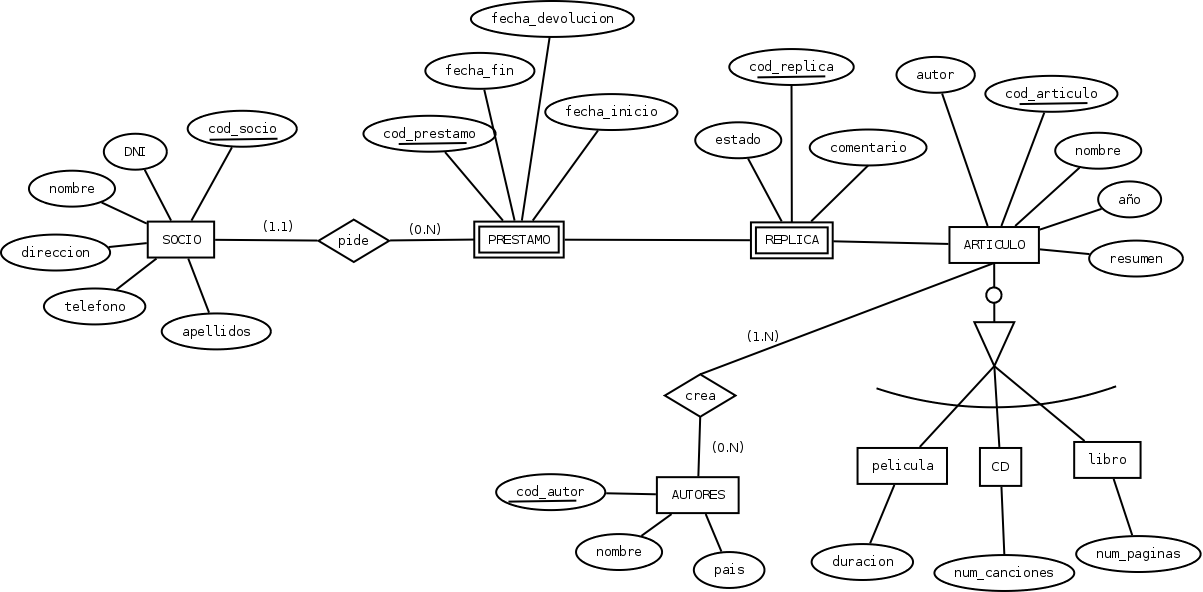 fecha_devolucion
fecha_fin
cod_replica
autor
cod_articulo
fecha_inicio
cod_socio
cod_prestamo
estado
comentario
nombre
DNI
nombre
año
(1.1)
(0.N)
SOCIO
pide
PRESTAMO
REPLICA
ARTICULO
direccion
resumen
telefono
apellidos
(1.N)
crea
(0.N)
pelicula
CD
libro
cod_autor
AUTORES
nombre
pais
duracion
num_canciones
num_paginas